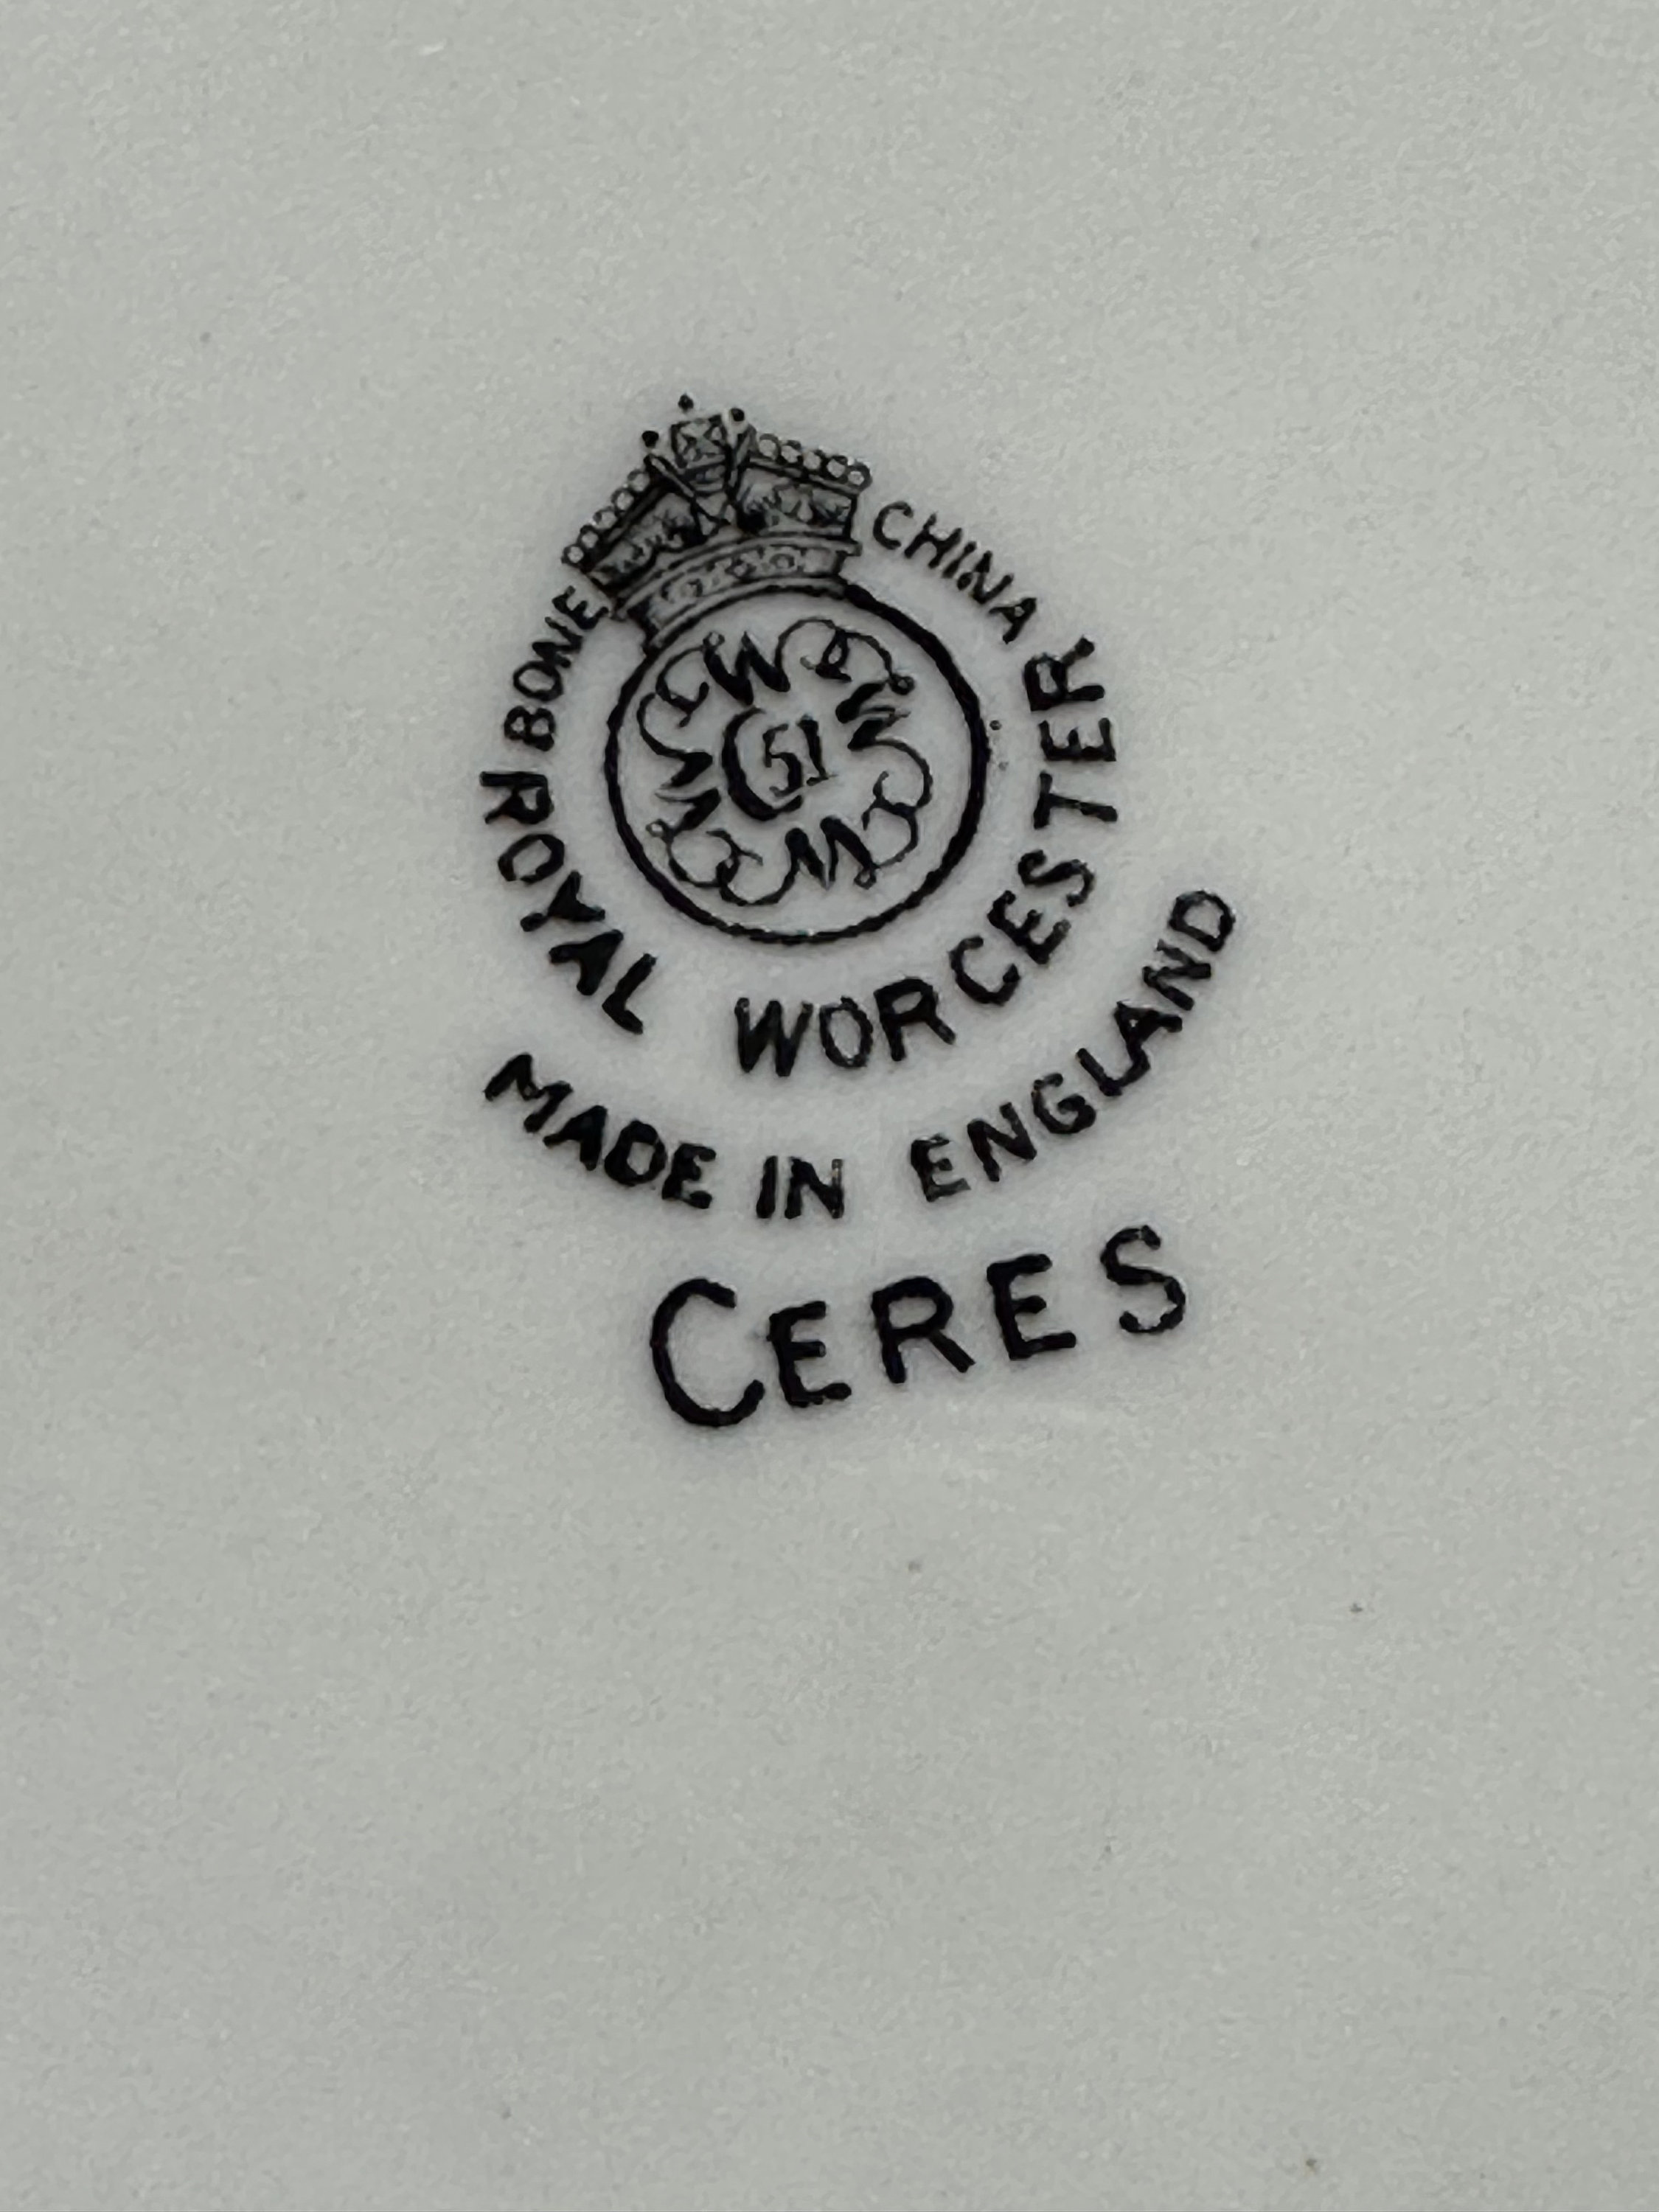 BONE CHINA
W W W W
51
ROYAL WORCESTER
MADE IN ENGLAND
CERES